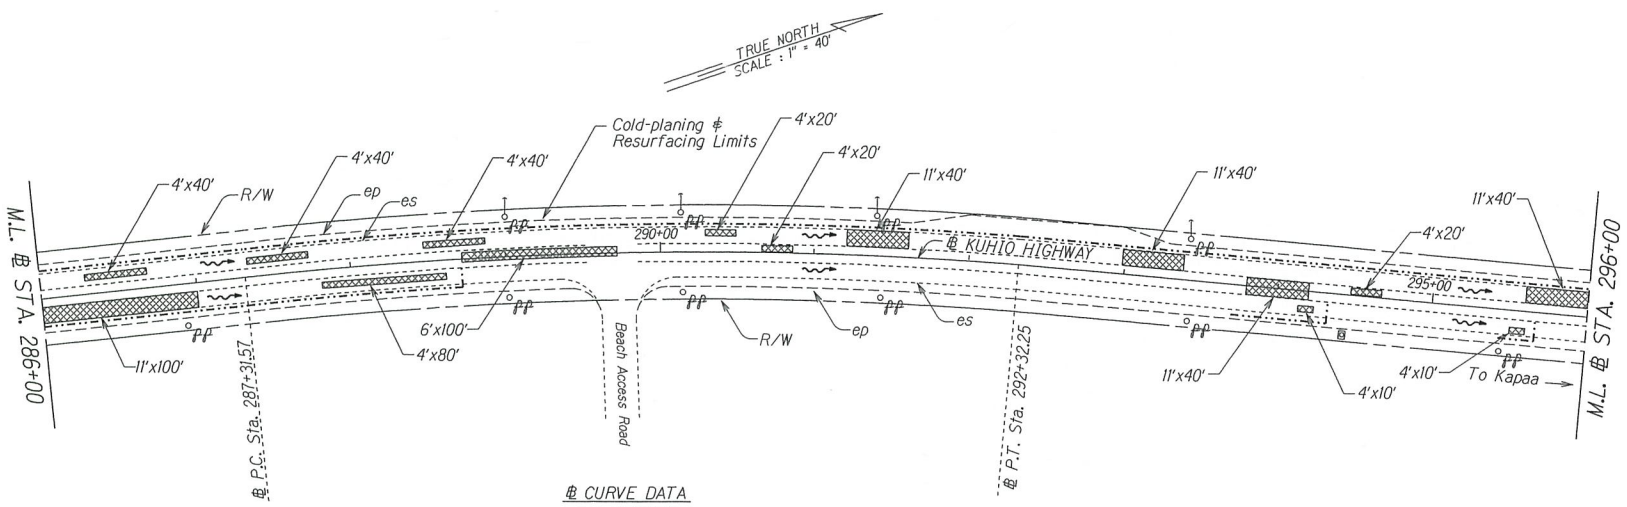 TRUE NORTH
SCALE : 1" = 40'
Cold-planing &
Resurfacing Limits
4'x20'
4'x20'
4'x40'
4'x40'
4'x40'
R/W
ep
es
11'x40'
11'x40'
11'x40'
4'x20'
290+00
℄ KUHIO HIGHWAY
295+00
M.L. ℄ STA. 286+00
M.L. ℄ STA. 296+00
11'x100'
4'x80'
6'x100'
R/W
ep
es
11'x40'
4'x10'
4'x10'
To Kapaa
℄ P.C. Sta. 287+31.57
Beach Access Road
℄ P.T. Sta. 292+32.25
℄ CURVE DATA